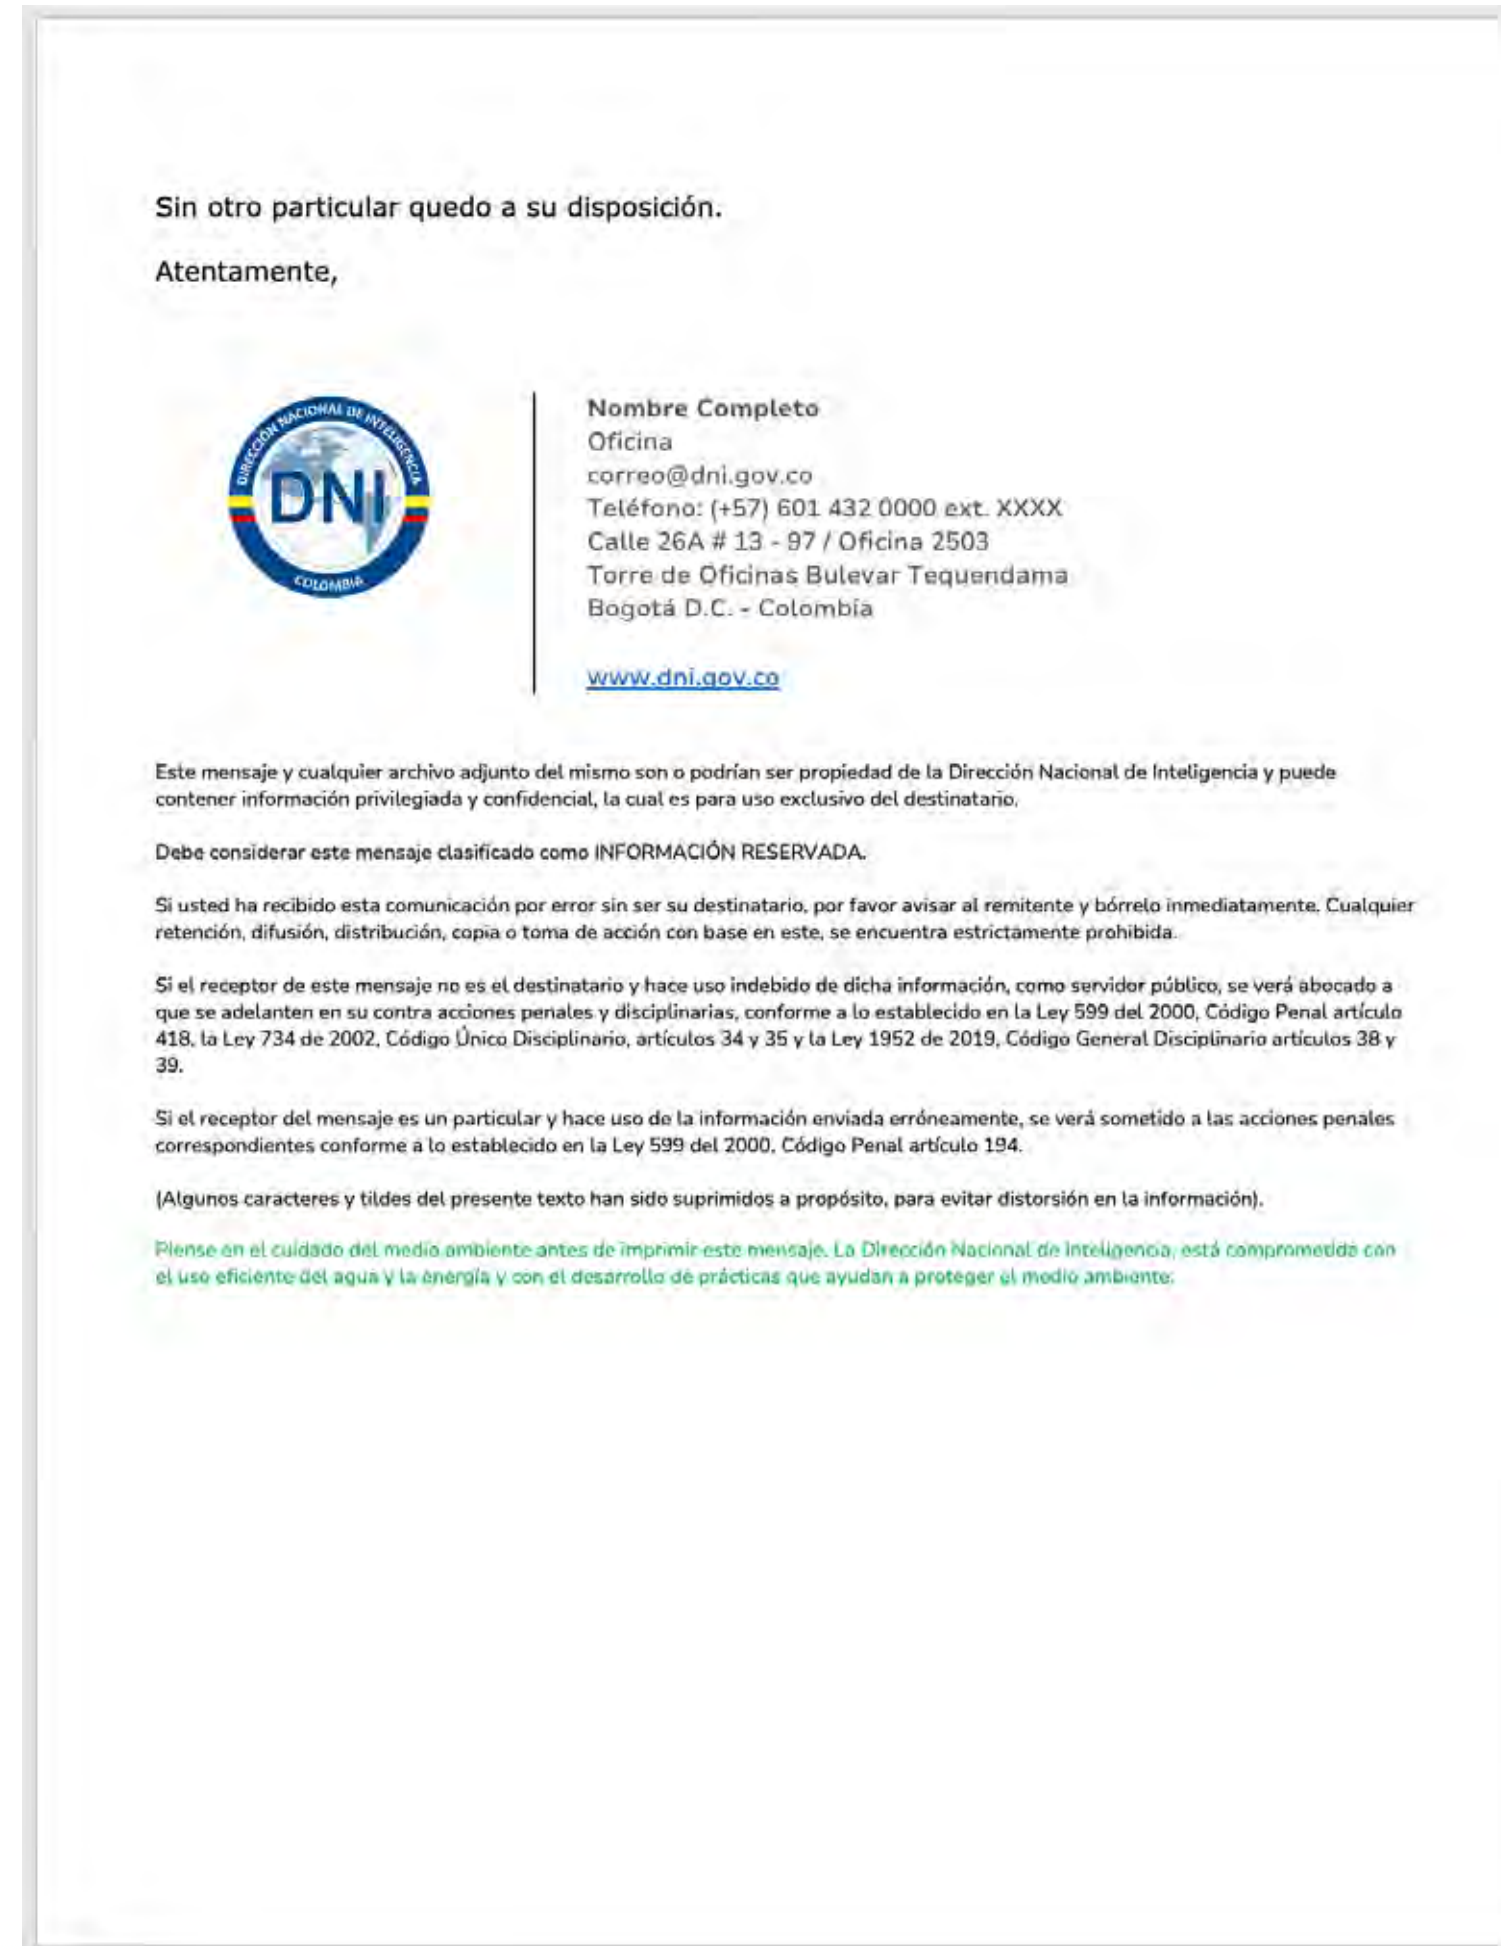 Sin otro particular quedo a su disposición.
Atentamente,
DIRECCIÓN NACIONAL DE INTELIGENCIA
DNI
COLOMBIA
Nombre Completo
Oficina
correo@dni.gov.co
Teléfono: (+57) 601 432 0000 ext. XXXX
Calle 26A # 13 - 97 / Oficina 2503
Torre de Oficinas Bulevar Tequendama
Bogotá D.C. - Colombia
www.dni.gov.co
Este mensaje y cualquier archivo adjunto del mismo son o podrían ser propiedad de la Dirección Nacional de Inteligencia y puede
contener información privilegiada y confidencial, la cual es para uso exclusivo del destinatario.
Debe considerar este mensaje clasificado como INFORMACIÓN RESERVADA.
Si usted ha recibido esta comunicación por error sin ser su destinatario, por favor avisar al remitente y bórrelo inmediatamente. Cualquier
retención, difusión, distribución, copia o toma de acción con base en este, se encuentra estrictamente prohibida.
Si el receptor de este mensaje no es el destinatario y hace uso indebido de dicha información, como servidor público, se verá abocado a
que se adelanten en su contra acciones penales y disciplinarias, conforme a lo establecido en la Ley 599 del 2000, Código Penal artículo
418, la Ley 734 de 2002, Código Único Disciplinario, artículos 34 y 35 y la Ley 1952 de 2019, Código General Disciplinario artículos 38 y
39.
Si el receptor del mensaje es un particular y hace uso de la información enviada erróneamente, se verá sometido a las acciones penales
correspondientes conforme a lo establecido en la Ley 599 del 2000, Código Penal artículo 194.
(Algunos caracteres y tildes del presente texto han sido suprimidos a propósito, para evitar distorsión en la información).
Piense en el cuidado del medio ambiente antes de imprimir este mensaje. La Dirección Nacional de Inteligencia, está comprometida con
el uso eficiente del agua y la energía y con el desarrollo de prácticas que ayudan a proteger el medio ambiente.